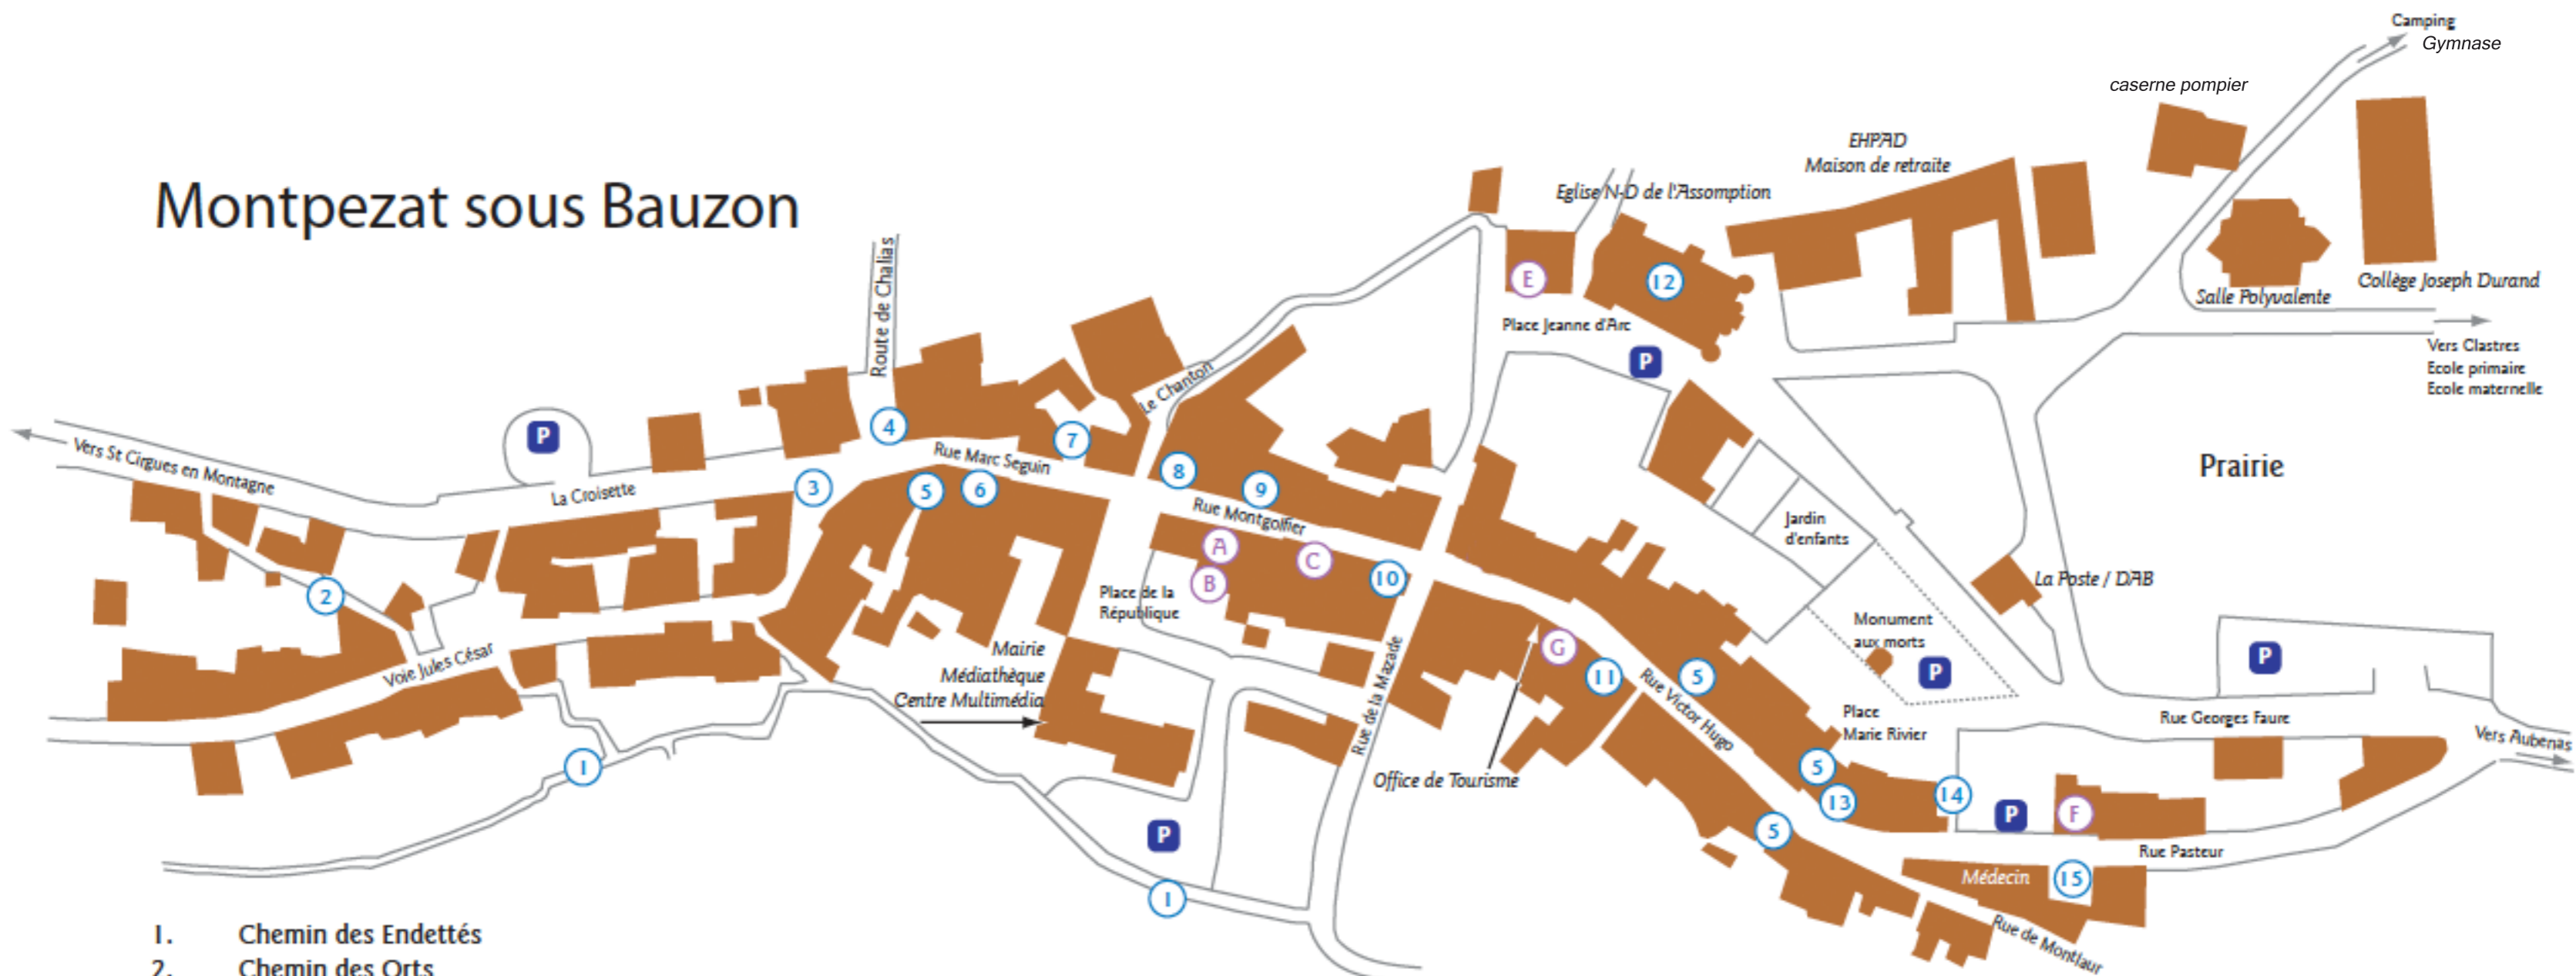 Camping
Gymnase
caserne pompier
EHPAD
Maison de retraite
Eglise N-D de l'Assomption
Montpezat sous Bauzon
Route de Chalias
E
12
Salle Polyvalente
Collège Joseph Durand
Place Jeanne d'Arc
P
Vers Clastres
Ecole primaire
Ecole maternelle
Le Chanton
4
7
P
Vers St Cirgues en Montagne
La Croisette
Rue Marc Seguin
3
5
6
8
9
Prairie
Rue Montgolfier
Jardin
d'enfants
A
C
B
10
Place de la
République
2
La Poste / DAB
Monument
aux morts
P
P
Mairie
Médiathèque
Centre Multimédia
Voie Jules César
Rue de la Mazade
G
11
5
Rue Victor Hugo
Place
Marie Rivier
Rue Georges Faure
Vers Aubenas
1
Office de Tourisme
5
13
14
P
F
P
5
Rue Pasteur
1
Médecin
15
Rue de Montlaur
1. Chemin des Endettés
2. Chemin des Orts